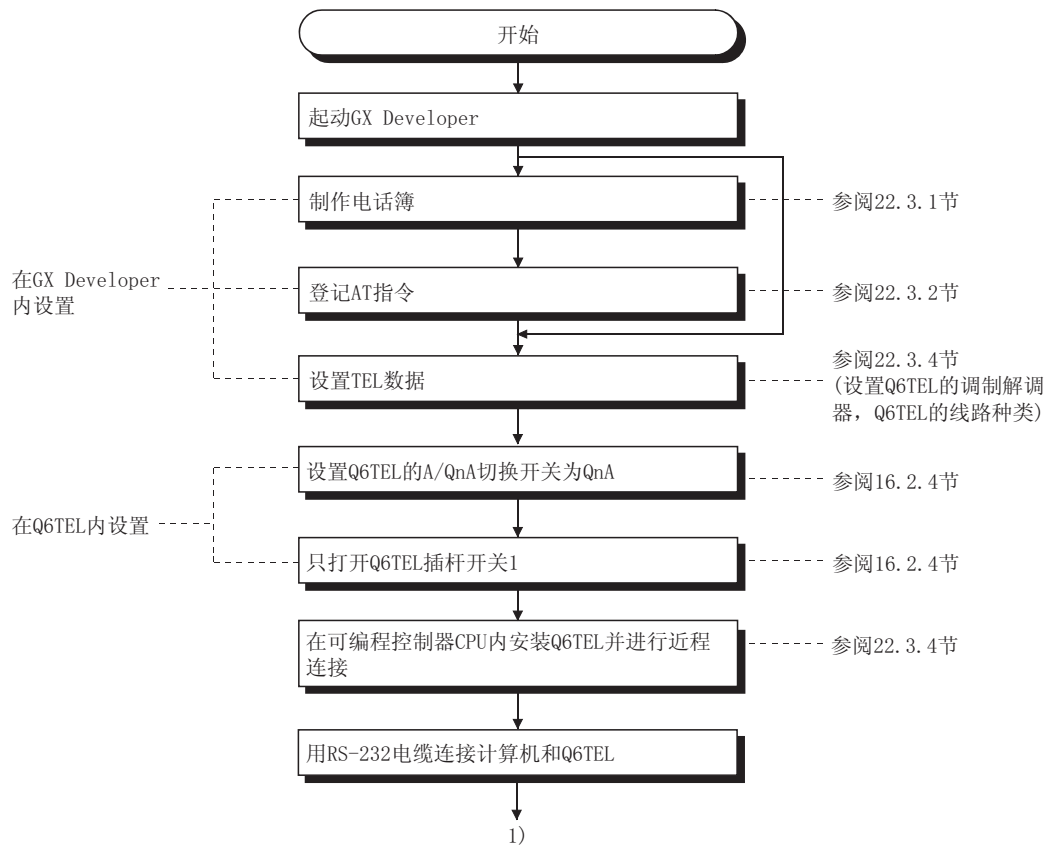 开始
起动GX Developer
制作电话簿
参阅22.3.1节
在GX Developer
内设置
登记AT指令
参阅22.3.2节
设置TEL数据
参阅22.3.4节
(设置Q6TEL的调制解调
器，Q6TEL的线路种类)
设置Q6TEL的A/QnA切换开关为QnA
参阅16.2.4节
在Q6TEL内设置
只打开Q6TEL插杆开关1
参阅16.2.4节
在可编程控制器CPU内安装Q6TEL并进行近程
连接
参阅22.3.4节
用RS-232电缆连接计算机和Q6TEL
1)